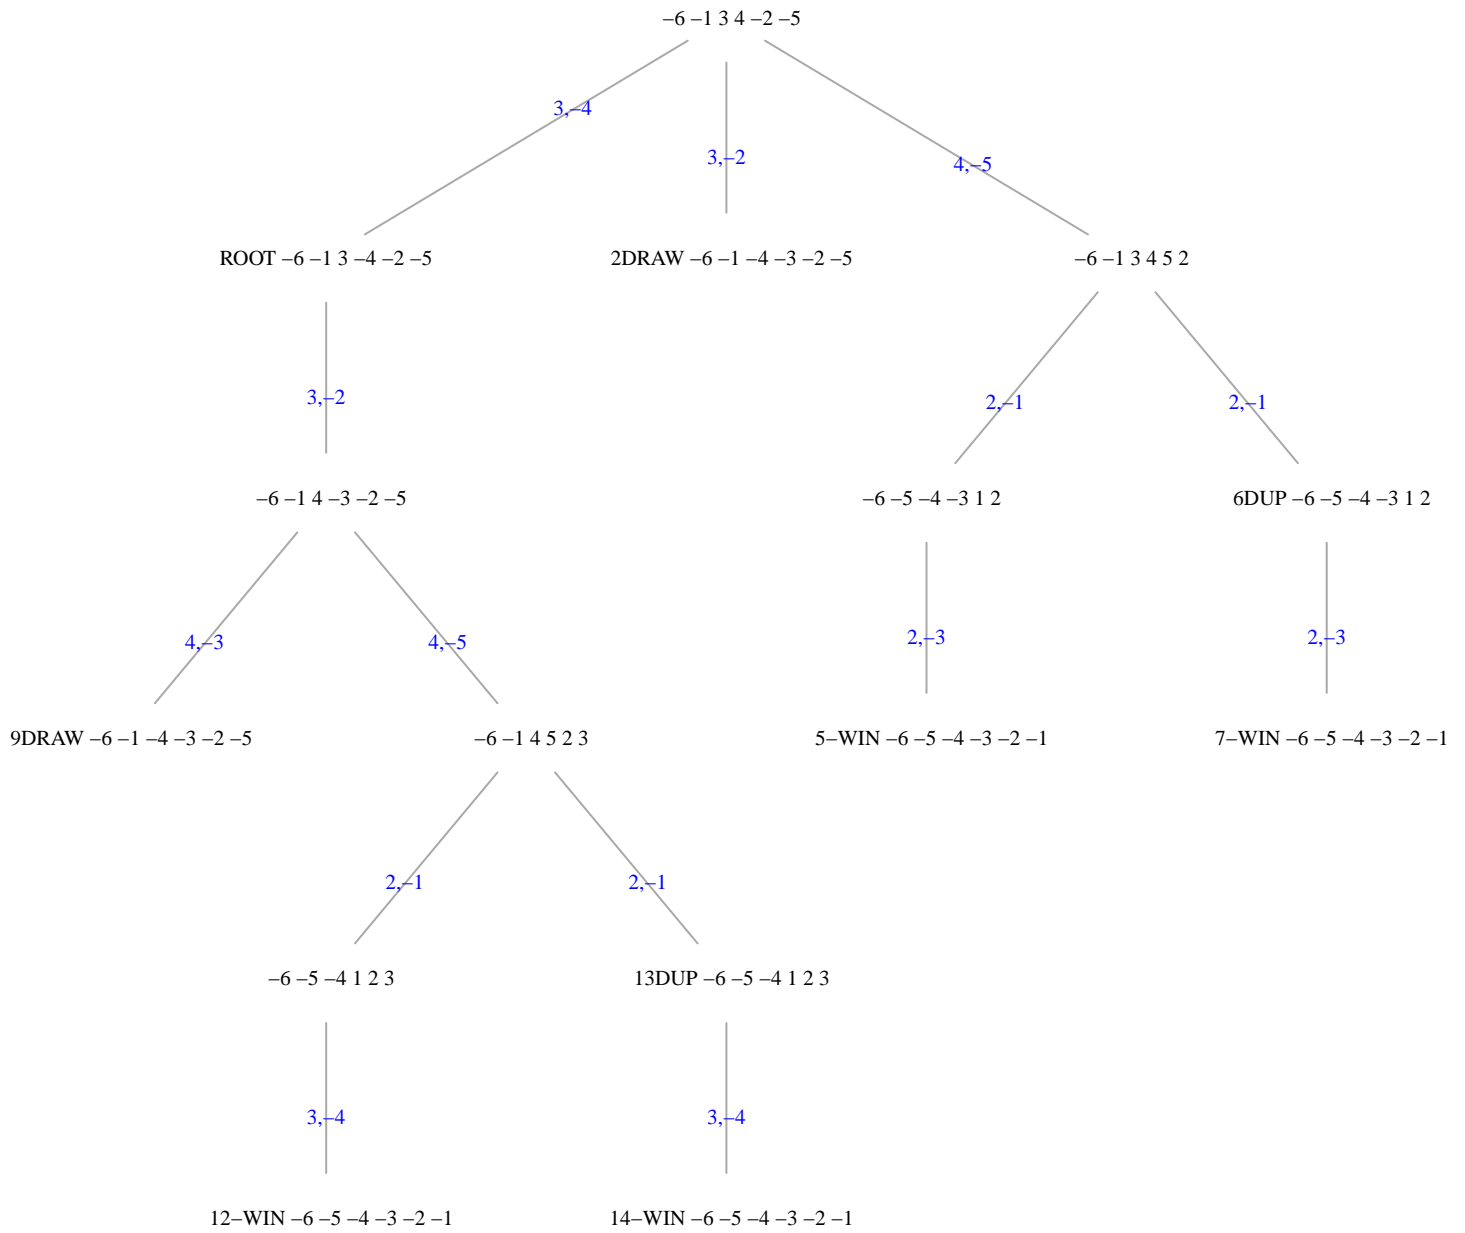 –6 –1 3 4 –2 –5
3,–4
3,–2
4,–5
ROOT –6 –1 3 –4 –2 –5
2DRAW –6 –1 –4 –3 –2 –5
–6 –1 3 4 5 2
3,–2
2,–1
2,–1
–6 –1 4 –3 –2 –5
–6 –5 –4 –3 1 2
6DUP –6 –5 –4 –3 1 2
4,–3
4,–5
2,–3
2,–3
9DRAW –6 –1 –4 –3 –2 –5
–6 –1 4 5 2 3
5–WIN –6 –5 –4 –3 –2 –1
7–WIN –6 –5 –4 –3 –2 –1
2,–1
2,–1
–6 –5 –4 1 2 3
13DUP –6 –5 –4 1 2 3
3,–4
3,–4
12–WIN –6 –5 –4 –3 –2 –1
14–WIN –6 –5 –4 –3 –2 –1